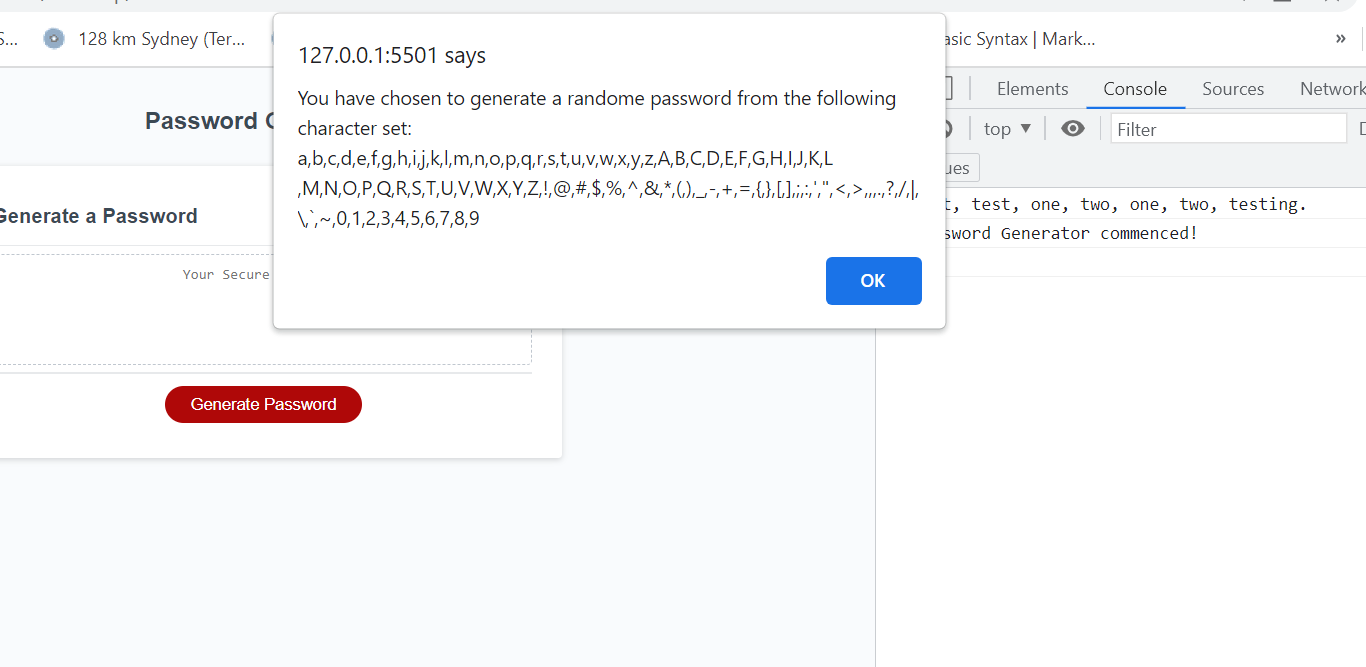 128 km Sydney (Ter...
asic Syntax | Mark...
»
127.0.0.1:5501 says
You have chosen to generate a randome password from the following
character set:
a,b,c,d,e,f,g,h,i,j,k,l,m,n,o,p,q,r,s,t,u,v,w,x,y,z,A,B,C,D,E,F,G,H,I,J,K,L
,M,N,O,P,Q,R,S,T,U,V,W,X,Y,Z,!,@,#,$,%,^,&,*,(,),_,-,+,=,{,},[,],;,:,',",<,>,,,.,?,/,|,
\,`,~,0,1,2,3,4,5,6,7,8,9
OK
Password
Generate a Password
Your Secure
Generate Password
Elements Console Sources Network
top ▼ Filter
ues
t, test, one, two, one, two, testing.
sword Generator commenced!